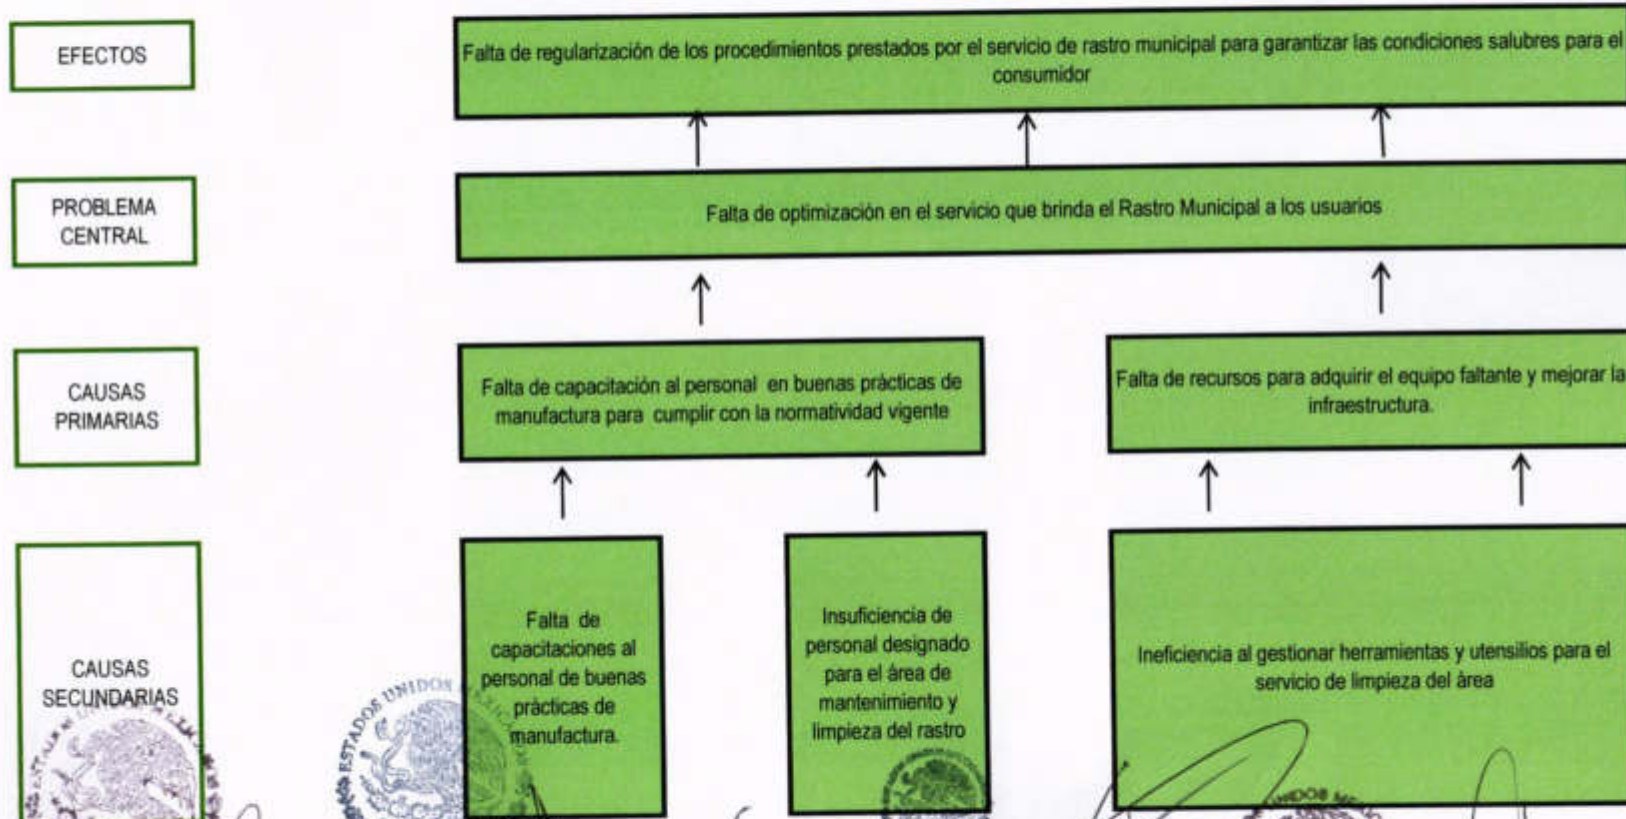 EFECTOS
Falta de regularización de los procedimientos prestados por el servicio de rastro municipal para garantizar las condiciones salubres para el
consumidor
PROBLEMA
CENTRAL
Falta de optimización en el servicio que brinda el Rastro Municipal a los usuarios
CAUSAS
PRIMARIAS
Falta de capacitación al personal en buenas prácticas de
manufactura para cumplir con la normatividad vigente
Falta de recursos para adquirir el equipo faltante y mejorar la
infraestructura.
CAUSAS
SECUNDARIAS
Falta de
capacitaciones al
personal de buenas
prácticas de
manufactura.
Insuficiencia de
personal designado
para el área de
mantenimiento y
limpieza del rastro
Ineficiencia al gestionar herramientas y utensilios para el
servicio de limpieza del área
ESTADOS UNIDOS